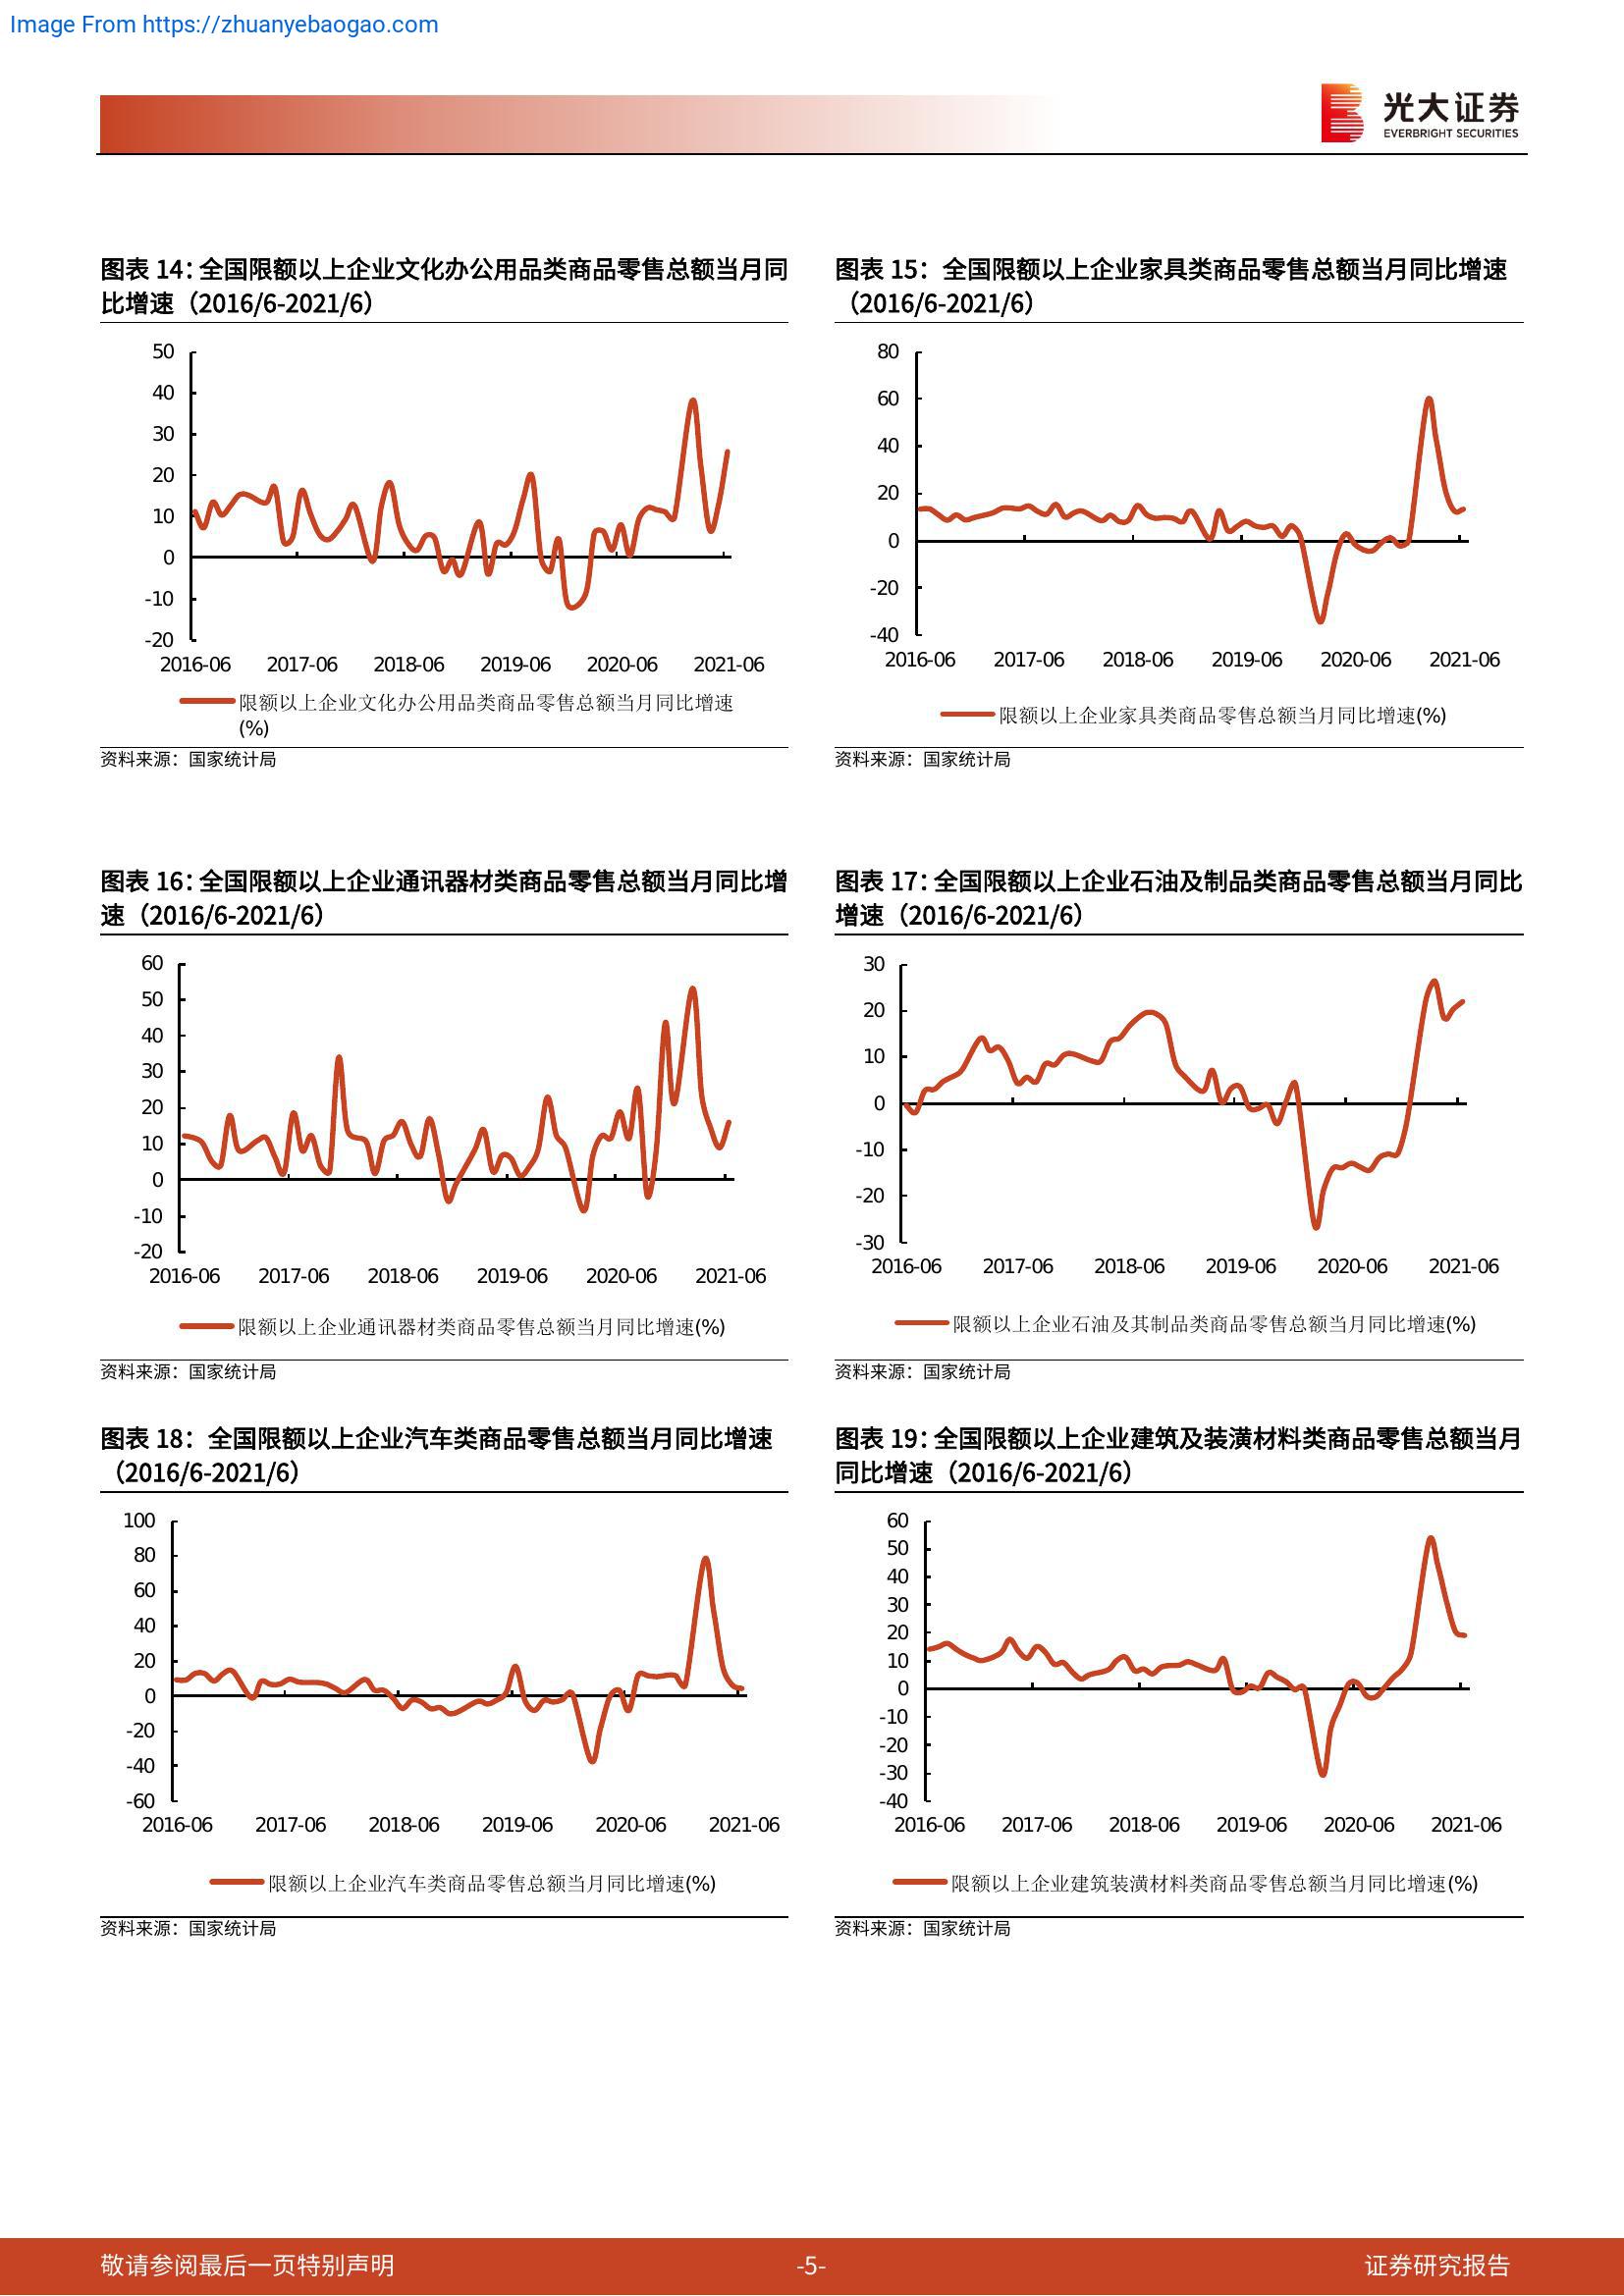 Image From https://zhuanyebaogao.com
光大证券
EVERBRIGHT SECURITIES
图表 14：全国限额以上企业文化办公用品类商品零售总额当月同
比增速（2016/6-2021/6）
50
40
30
20
10
0
-10
-20
2016-06 2017-06 2018-06 2019-06 2020-06 2021-06
限额以上企业文化办公用品类商品零售总额当月同比增速
(%)
资料来源：国家统计局
图表 15：全国限额以上企业家具类商品零售总额当月同比增速
（2016/6-2021/6）
80
60
40
20
0
-20
-40
2016-06 2017-06 2018-06 2019-06 2020-06 2021-06
限额以上企业家具类商品零售总额当月同比增速(%)
资料来源：国家统计局
图表 16：全国限额以上企业通讯器材类商品零售总额当月同比增
速（2016/6-2021/6）
60
50
40
30
20
10
0
-10
-20
2016-06 2017-06 2018-06 2019-06 2020-06 2021-06
限额以上企业通讯器材类商品零售总额当月同比增速(%)
资料来源：国家统计局
图表 17：全国限额以上企业石油及制品类商品零售总额当月同比
增速（2016/6-2021/6）
30
20
10
0
-10
-20
-30
2016-06 2017-06 2018-06 2019-06 2020-06 2021-06
限额以上企业石油及其制品类商品零售总额当月同比增速(%)
资料来源：国家统计局
图表 18：全国限额以上企业汽车类商品零售总额当月同比增速
（2016/6-2021/6）
100
80
60
40
20
0
-20
-40
-60
2016-06 2017-06 2018-06 2019-06 2020-06 2021-06
限额以上企业汽车类商品零售总额当月同比增速(%)
资料来源：国家统计局
图表 19：全国限额以上企业建筑及装潢材料类商品零售总额当月
同比增速（2016/6-2021/6）
60
50
40
30
20
10
0
-10
-20
-30
-40
2016-06 2017-06 2018-06 2019-06 2020-06 2021-06
限额以上企业建筑装潢材料类商品零售总额当月同比增速(%)
资料来源：国家统计局
敬请参阅最后一页特别声明 -5- 证券研究报告